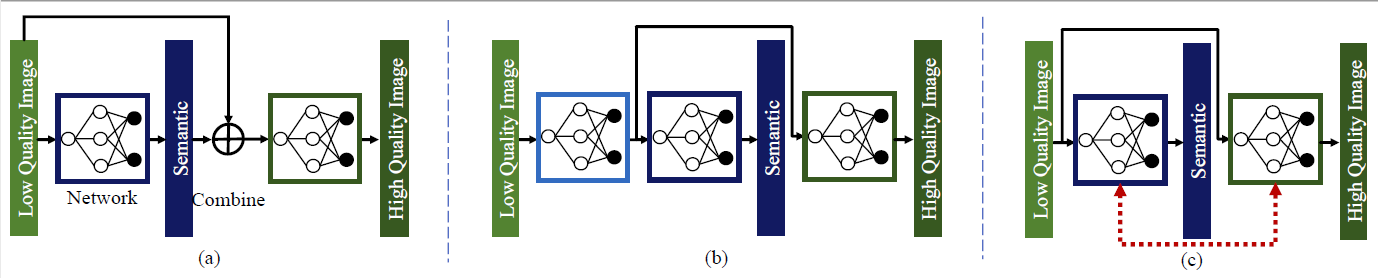 Low Quality Image
Network
Semantic
Combine
High Quality Image
(a)
Low Quality Image
Semantic
High Quality Image
(b)
Low Quality Image
Semantic
High Quality Image
(c)